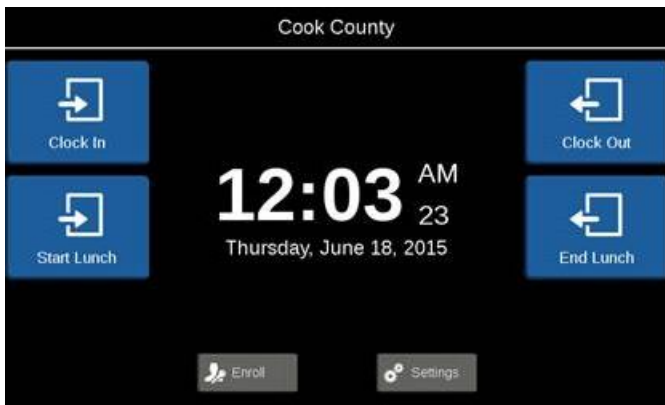 Cook County
Clock In
Clock Out
12:03 AM
23
Thursday, June 18, 2015
Start Lunch
End Lunch
Enroll
Settings